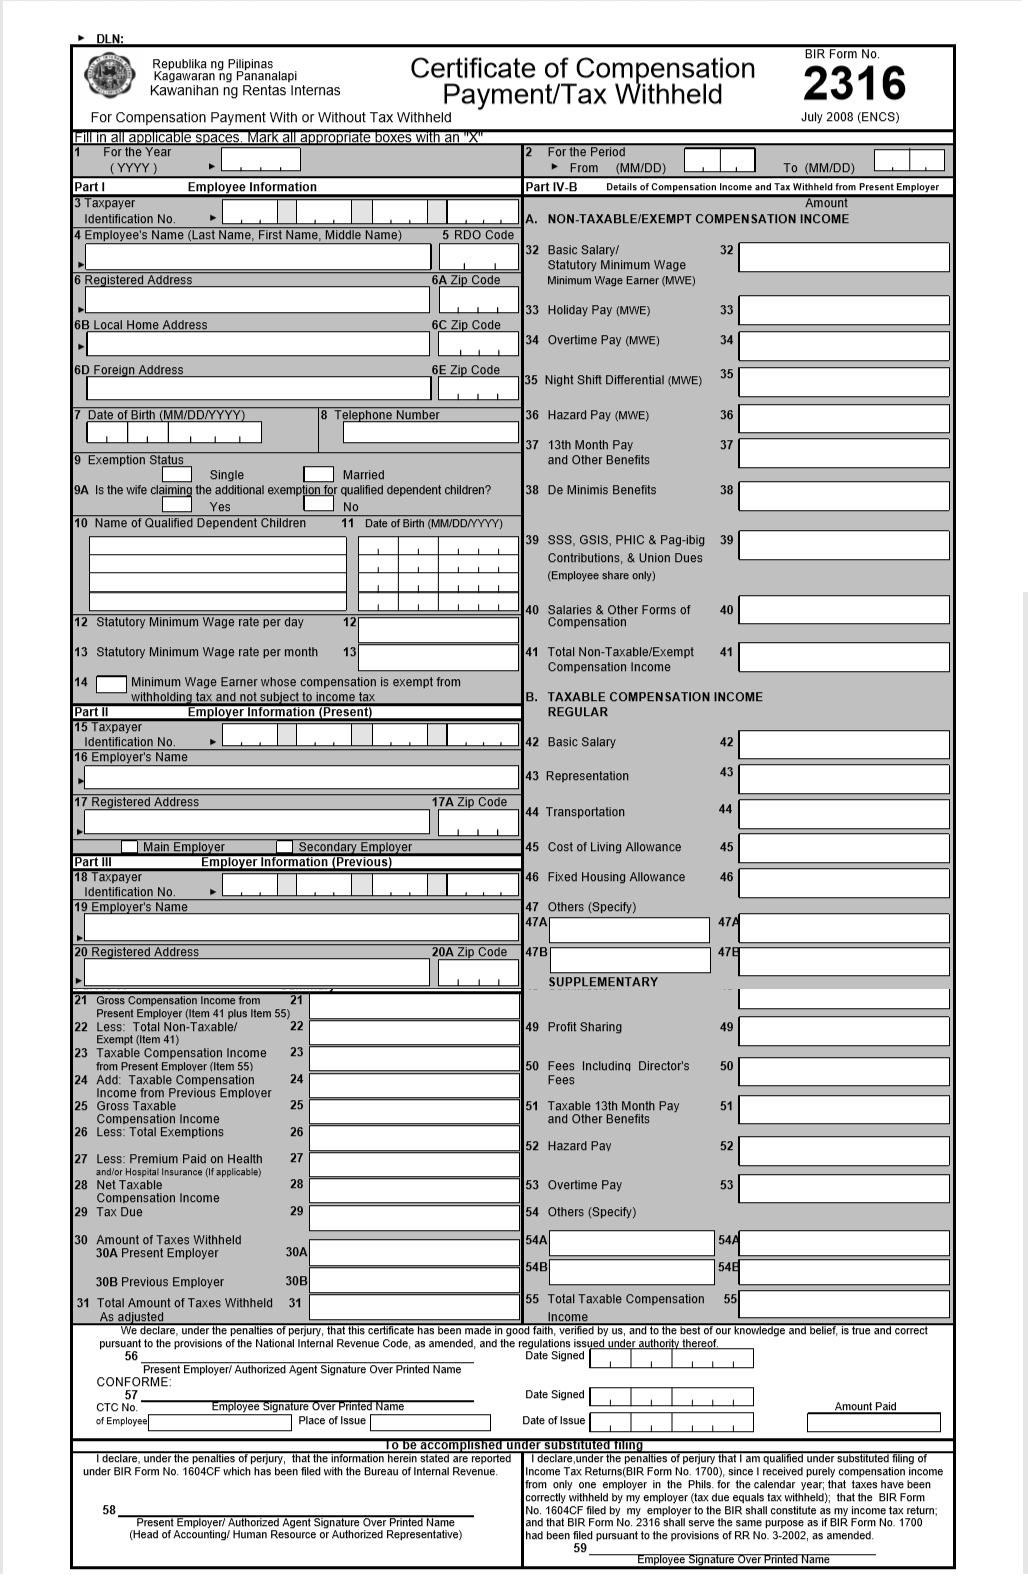 DLN:
Republika ng Pilipinas
Kagawaran ng Pananalapi
Kawanihan ng Rentas Internas
For Compensation Payment With or Without Tax Withheld
Certificate of Compensation
Payment/Tax Withheld
BIR Form No.
2316
July 2008 (ENCS)
Fill in all applicable spaces. Mark all appropriate boxes with an "X"
1 For the Year
( YYYY )
2 For the Period
From (MM/DD) To (MM/DD)
Part I Employee Information
3 Taxpayer
Identification No.
4 Employee's Name (Last Name, First Name, Middle Name) 5 RDO Code
6 Registered Address 6A Zip Code
6B Local Home Address 6C Zip Code
6D Foreign Address 6E Zip Code
7 Date of Birth (MM/DD/YYYY) 8 Telephone Number
9 Exemption Status
Single Married
9A Is the wife claiming the additional exemption for qualified dependent children?
Yes No
10 Name of Qualified Dependent Children 11 Date of Birth (MM/DD/YYYY)
12 Statutory Minimum Wage rate per day 12
13 Statutory Minimum Wage rate per month 13
14 Minimum Wage Earner whose compensation is exempt from
withholding tax and not subject to income tax
Part II Employer Information (Present)
15 Taxpayer
Identification No.
16 Employer's Name
17 Registered Address 17A Zip Code
Main Employer Secondary Employer
Part III Employer Information (Previous)
18 Taxpayer
Identification No.
19 Employer's Name
20 Registered Address 20A Zip Code
21 Gross Compensation Income from 21
Present Employer (Item 41 plus Item 55)
22 Less: Total Non-Taxable/ 22
Exempt (Item 41)
23 Taxable Compensation Income 23
from Present Employer (Item 55)
24 Add: Taxable Compensation 24
Income from Previous Employer
25 Gross Taxable 25
Compensation Income
26 Less: Total Exemptions 26
27 Less: Premium Paid on Health 27
and/or Hospital Insurance (If applicable)
28 Net Taxable 28
Compensation Income
29 Tax Due 29
30 Amount of Taxes Withheld
30A Present Employer 30A
30B Previous Employer 30B
31 Total Amount of Taxes Withheld 31
As adjusted
Part IV-B Details of Compensation Income and Tax Withheld from Present Employer
Amount
A. NON-TAXABLE/EXEMPT COMPENSATION INCOME
32 Basic Salary/ 32
Statutory Minimum Wage
Minimum Wage Earner (MWE)
33 Holiday Pay (MWE) 33
34 Overtime Pay (MWE) 34
35 Night Shift Differential (MWE) 35
36 Hazard Pay (MWE) 36
37 13th Month Pay 37
and Other Benefits
38 De Minimis Benefits 38
39 SSS, GSIS, PHIC & Pag-ibig 39
Contributions, & Union Dues
(Employee share only)
40 Salaries & Other Forms of 40
Compensation
41 Total Non-Taxable/Exempt 41
Compensation Income
B. TAXABLE COMPENSATION INCOME
REGULAR
42 Basic Salary 42
43 Representation 43
44 Transportation 44
45 Cost of Living Allowance 45
46 Fixed Housing Allowance 46
47 Others (Specify)
47A 47A
47B 47B
SUPPLEMENTARY
49 Profit Sharing 49
50 Fees Including Director's 50
Fees
51 Taxable 13th Month Pay 51
and Other Benefits
52 Hazard Pay 52
53 Overtime Pay 53
54 Others (Specify)
54A 54A
54B 54B
55 Total Taxable Compensation 55
Income
We declare, under the penalties of perjury, that this certificate has been made in good faith, verified by us, and to the best of our knowledge and belief, is true and correct
pursuant to the provisions of the National Internal Revenue Code, as amended, and the regulations issued under authority thereof.
56 Date Signed
Present Employer/ Authorized Agent Signature Over Printed Name
CONFORME:
57 Date Signed
CTC No. Employee Signature Over Printed Name Amount Paid
of Employee Place of Issue Date of Issue
To be accomplished under substituted filing
I declare, under the penalties of perjury, that the information herein stated are reported
under BIR Form No. 1604CF which has been filed with the Bureau of Internal Revenue.
58
Present Employer/ Authorized Agent Signature Over Printed Name
(Head of Accounting/ Human Resource or Authorized Representative)
I declare,under the penalties of perjury that I am qualified under substituted filing of
Income Tax Returns(BIR Form No. 1700), since I received purely compensation income
from only one employer in the Phils. for the calendar year; that taxes have been
correctly withheld by my employer (tax due equals tax withheld); that the BIR Form
No. 1604CF filed by my employer to the BIR shall constitute as my income tax return;
and that BIR Form No. 2316 shall serve the same purpose as if BIR Form No. 1700
had been filed pursuant to the provisions of RR No. 3-2002, as amended.
59
Employee Signature Over Printed Name